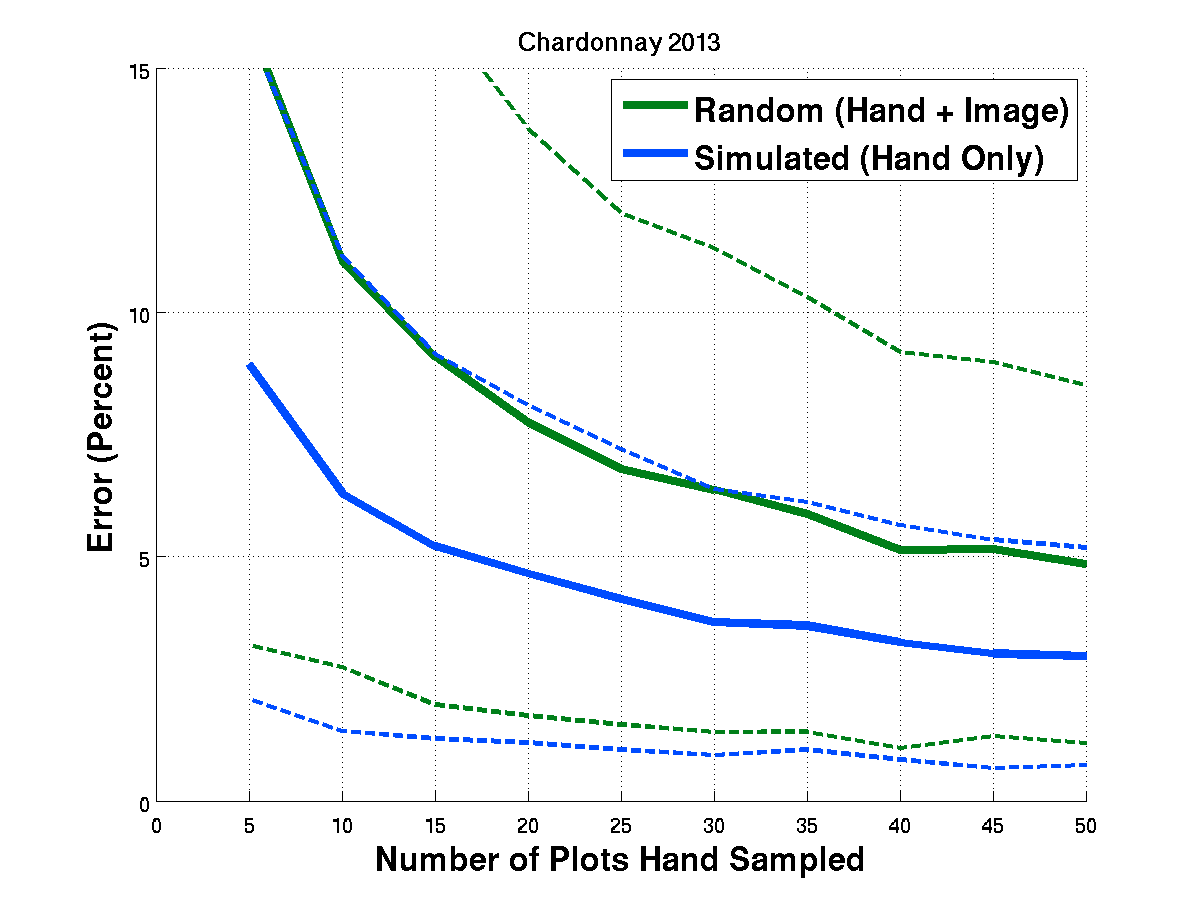 Chardonnay 2013
Random (Hand + Image)
Simulated (Hand Only)
15
10
5
0
Error (Percent)
0 5 10 15 20 25 30 35 40 45 50
Number of Plots Hand Sampled